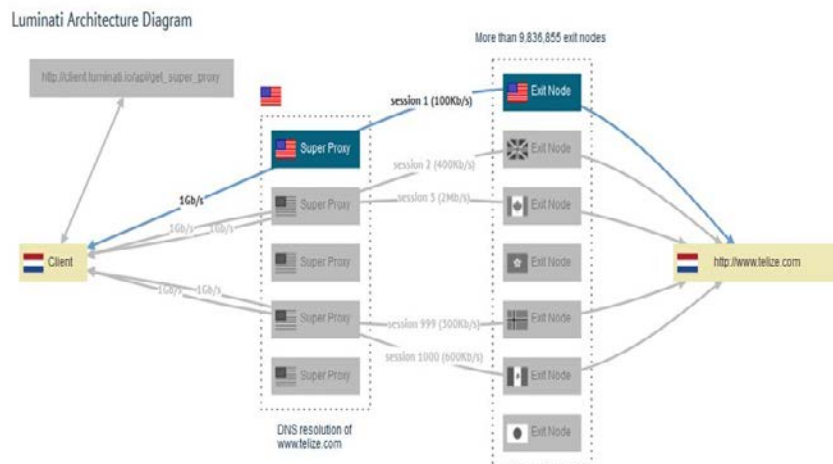 Luminati Architecture Diagram
More than 9,836,855 exit nodes
http://client.luminati.io/api/get_super_proxy
session 1 (100Kb/s)
Exit Node
Super Proxy
Exit Node
session 2 (400Kb/s)
1Gb/s
Super Proxy
session 3 (2Mb/s)
Exit Node
1Gb/s
1Gb/s
Client
Super Proxy
Exit Node
http://www.telize.com
1Gb/s
1Gb/s
Super Proxy
session 999 (300Kb/s)
Exit Node
session 1000 (600Kb/s)
Super Proxy
Exit Node
DNS resolution of
www.telize.com
Exit Node